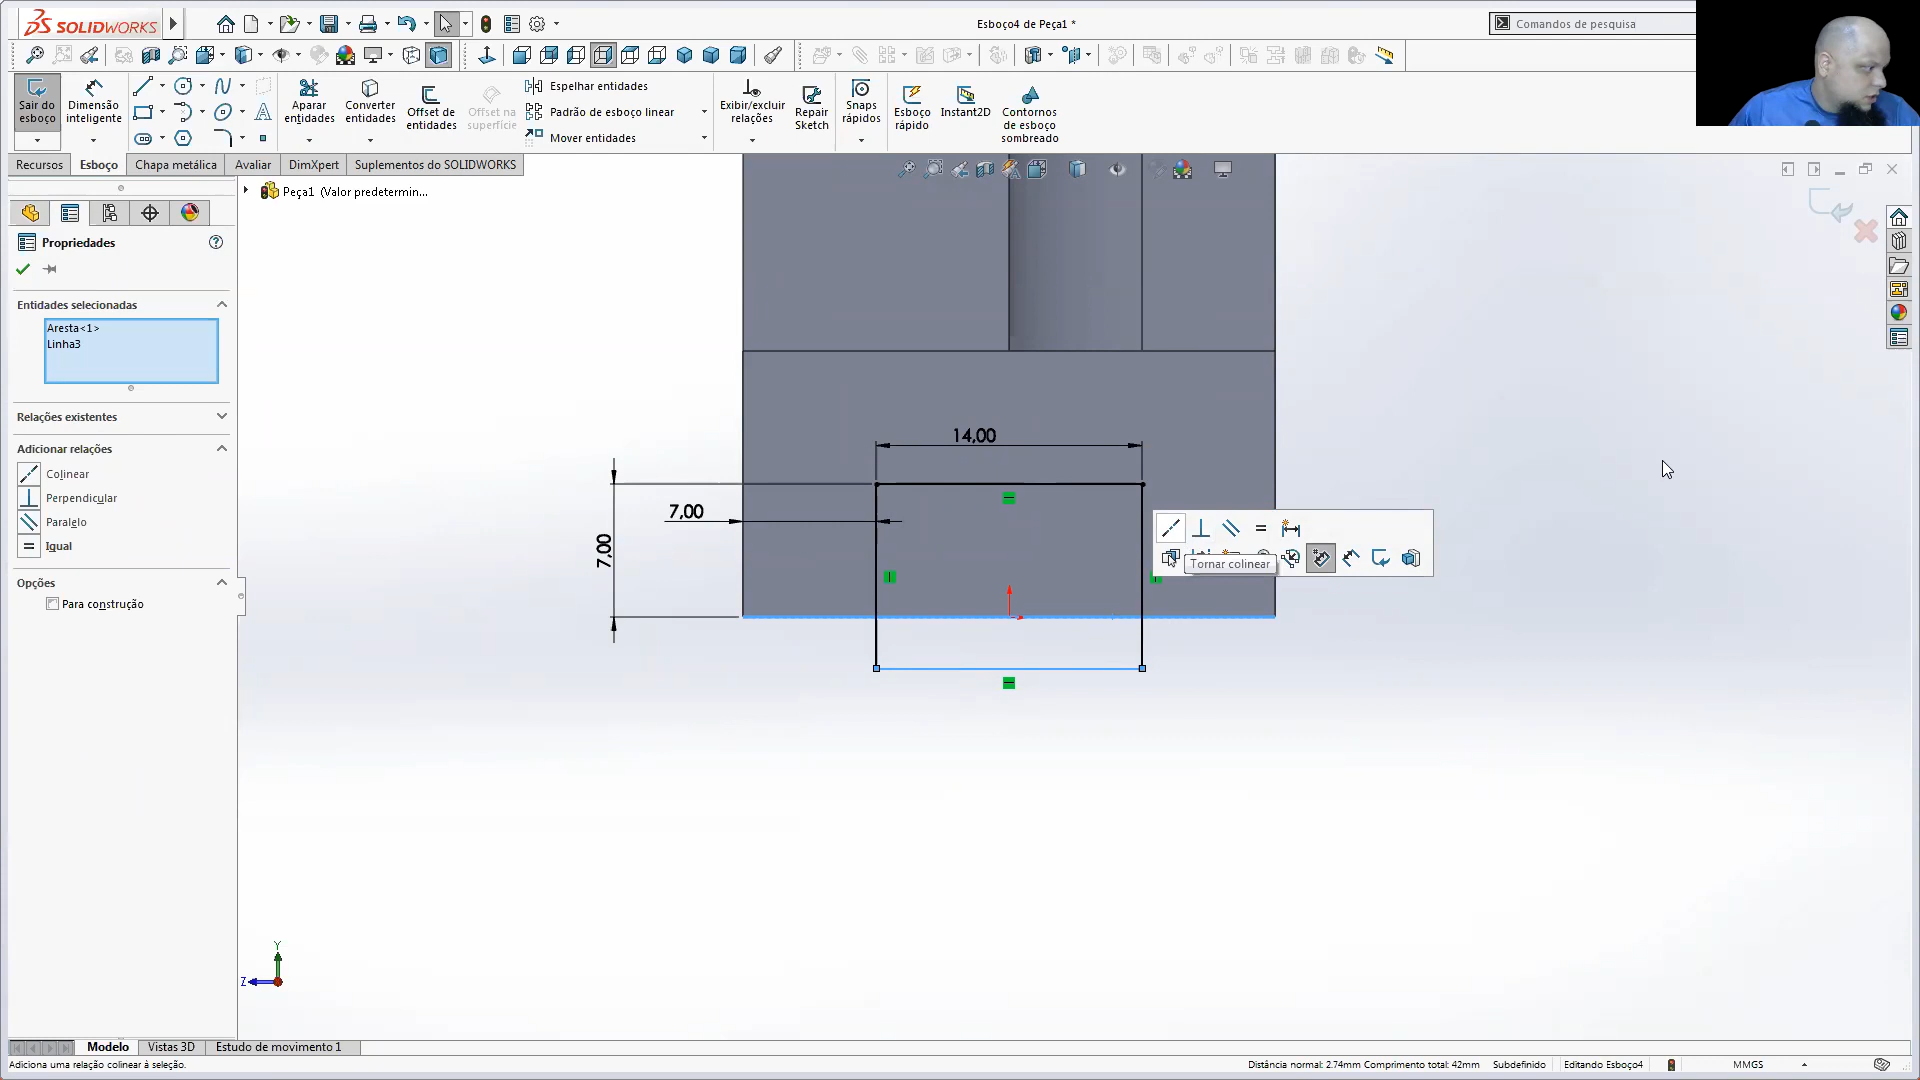 SOLIDWORKS
Esboço4 de Peça1 *
Comandos de pesquisa
Sair do esboço
Dimensão inteligente
Aparar entidades
Converter entidades
Offset de entidades
Offset na superfície
Espelhar entidades
Padrão de esboço linear
Mover entidades
Exibir/excluir relações
Repair Sketch
Snaps rápidos
Esboço rápido
Instant2D
Contornos de esboço sombreado
Recursos
Esboço
Chapa metálica
Avaliar
DimXpert
Suplementos do SOLIDWORKS
Peça1 (Valor predetermin...
Propriedades
Entidades selecionadas
Aresta<1>
Linha3
Relações existentes
Adicionar relações
Colinear
Perpendicular
Paralelo
Igual
Opções
Para construção
14,00
7,00
7,00
Tornar colinear
Y
Z
Modelo
Vistas 3D
Estudo de movimento 1
Adiciona uma relação colinear à seleção.
Distância normal: 2.74mm Comprimento total: 42mm
Subdefinido
Editando Esboço4
MMGS